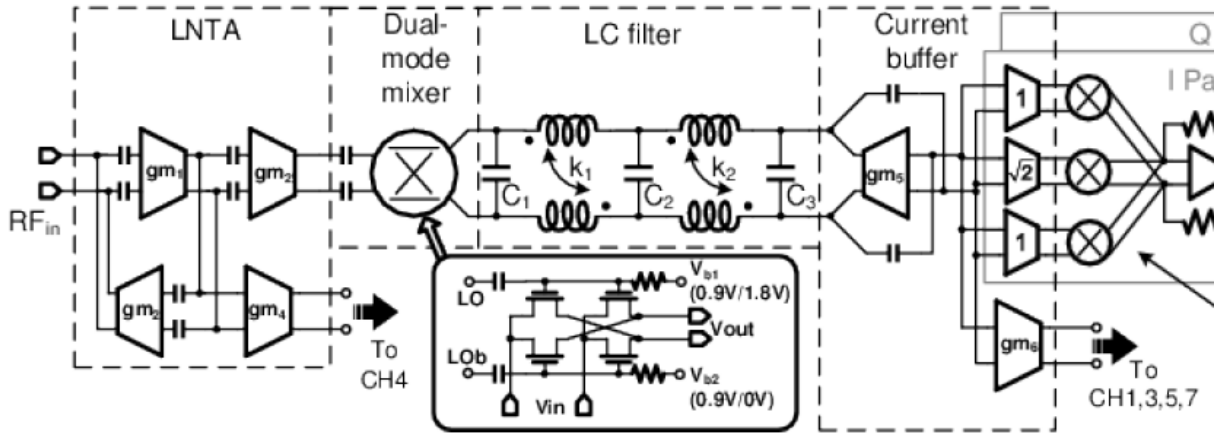 LNTA
Dual-
mode
mixer
LC filter
Current
buffer
Q
I Pa
RFin
gm1
gm2
gm2
gm4
To
CH4
k1
k2
C1
C2
C3
gm5
1
√2
1
gm6
To
CH1,3,5,7
LO
LOb
Vin
Vout
Vb1
(0.9V/1.8V)
Vb2
(0.9V/0V)